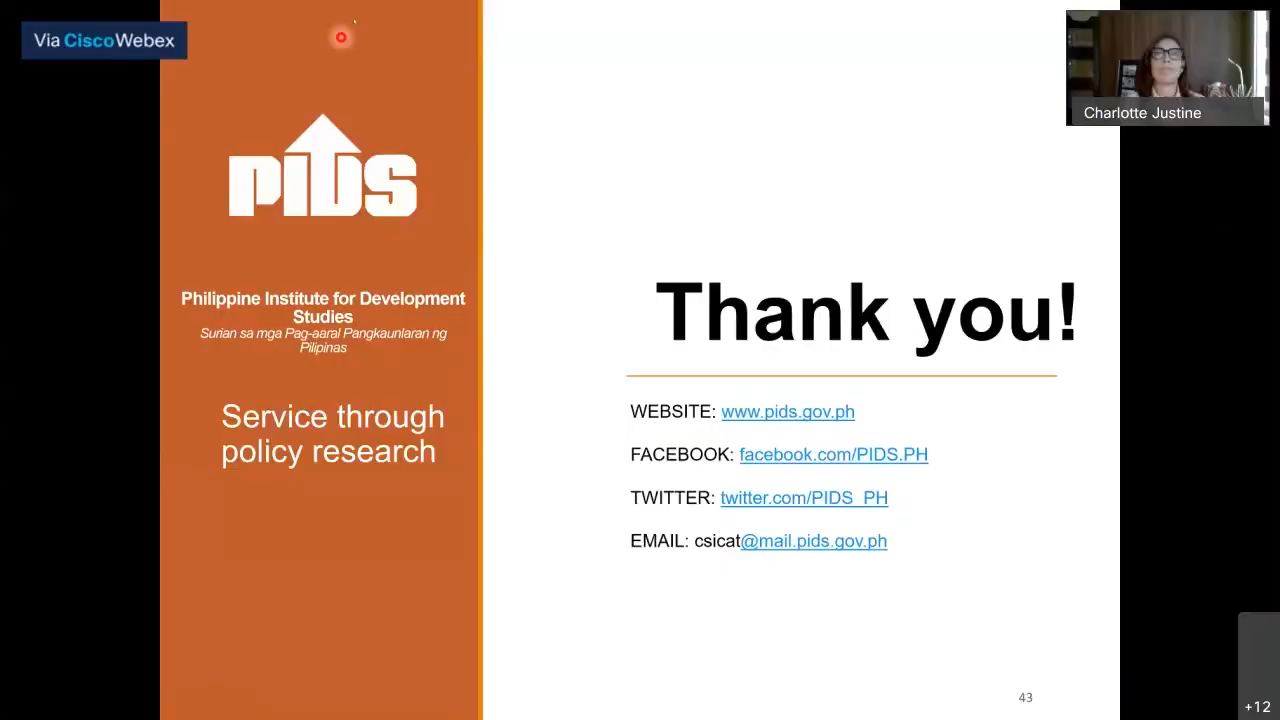 Via CiscoWebex
PIDS
Philippine Institute for Development
Studies
Surian sa mga Pag-aaral Pangkaunlaran ng
Pilipinas
Service through
policy research
Thank you!
WEBSITE: www.pids.gov.ph
FACEBOOK: facebook.com/PIDS.PH
TWITTER: twitter.com/PIDS_PH
EMAIL: csicat@mail.pids.gov.ph
43
Charlotte Justine
+12